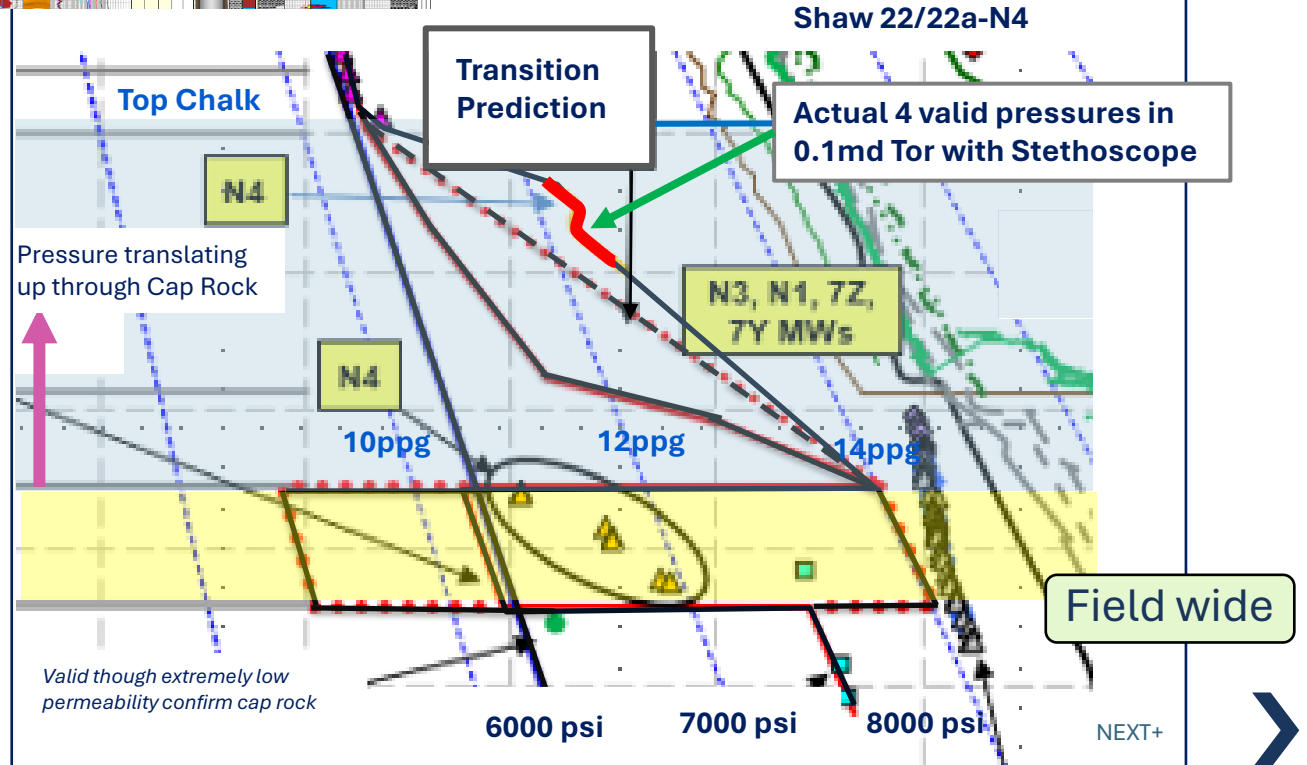 Shaw 22/22a-N4
Transition
Prediction
Top Chalk
Actual 4 valid pressures in
0.1md Tor with Stethoscope
N4
Pressure translating
up through Cap Rock
N3, N1, 7Z,
7Y MWs
N4
10ppg
12ppg
14ppg
Field wide
Valid though extremely low
permeability confirm cap rock
6000 psi
7000 psi
8000 psi
NEXT+